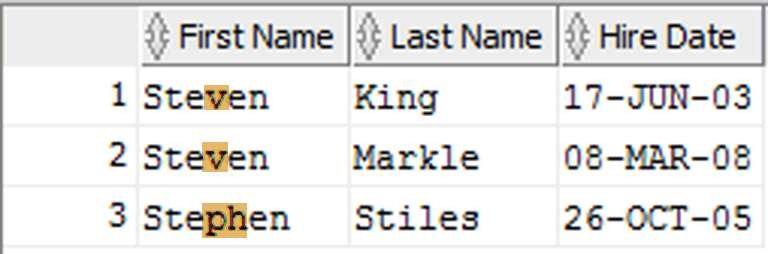 First Name Last Name Hire Date
1 Steven King 17-JUN-03
2 Steven Markle 08-MAR-08
3 Stephen Stiles 26-OCT-05